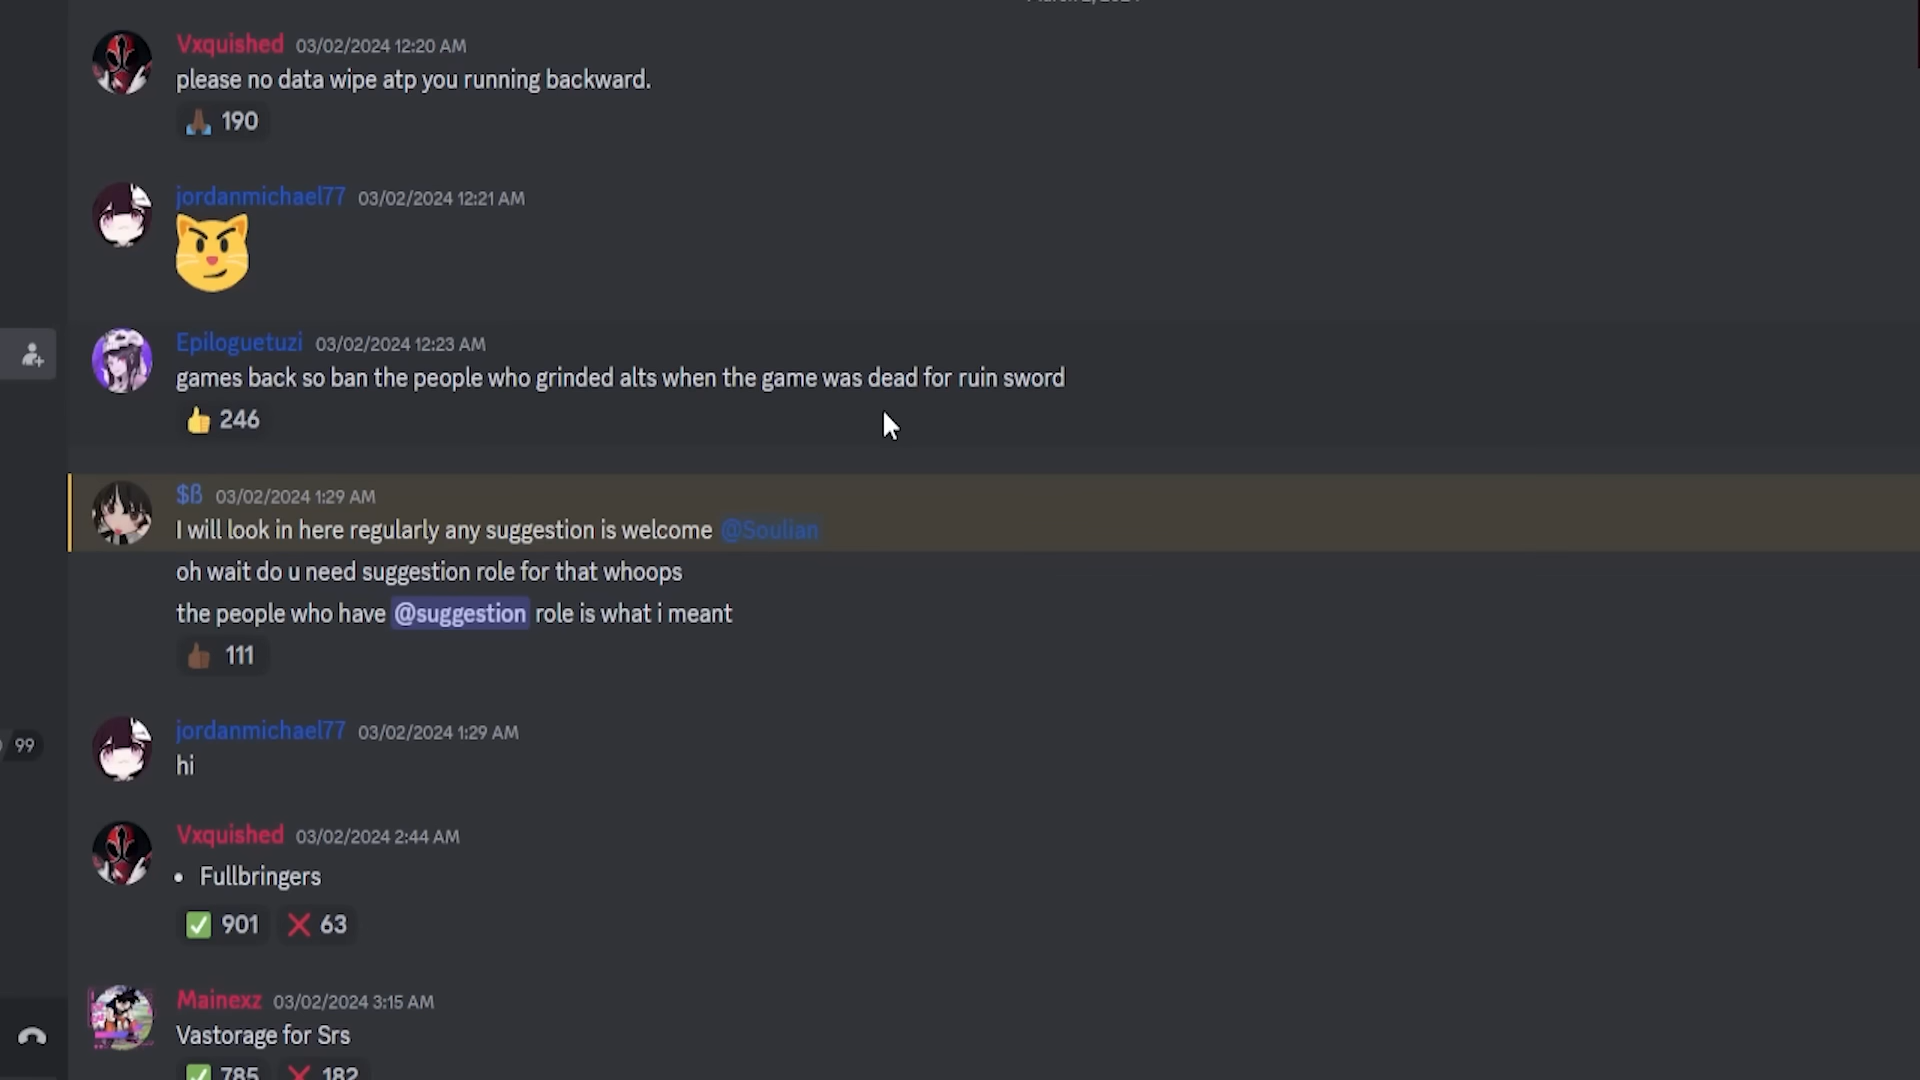 Vxquished 03/02/2024 12:20 AM
please no data wipe atp you running backward.
190
jordanmichael77 03/02/2024 12:21 AM
Epiloguetuzi 03/02/2024 12:23 AM
games back so ban the people who grinded alts when the game was dead for ruin sword
246
$ß 03/02/2024 1:29 AM
I will look in here regularly any suggestion is welcome @Soulian
oh wait do u need suggestion role for that whoops
the people who have @suggestion role is what i meant
111
jordanmichael77 03/02/2024 1:29 AM
99
hi
Vxquished 03/02/2024 2:44 AM
• Fullbringers
901 63
Mainexz 03/02/2024 3:15 AM
Vastorage for Srs
785 182